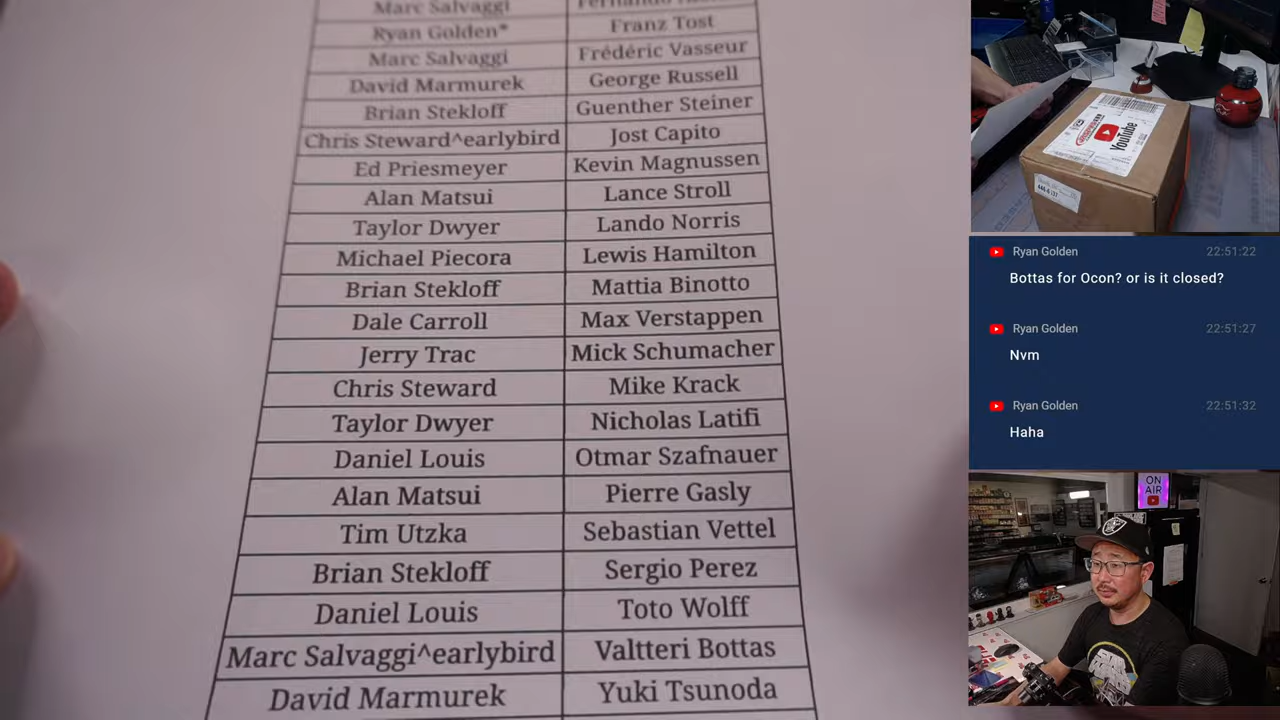 Marc Salvaggi
Ryan Golden* Franz Tost
Marc Salvaggi Frédéric Vasseur
David Marmurek George Russell
Brian Stekloff Guenther Steiner
Chris Steward^earlybird Jost Capito
Ed Priesmeyer Kevin Magnussen
Alan Matsui Lance Stroll
Taylor Dwyer Lando Norris
Michael Piecora Lewis Hamilton
Brian Stekloff Mattia Binotto
Dale Carroll Max Verstappen
Jerry Trac Mick Schumacher
Chris Steward Mike Krack
Taylor Dwyer Nicholas Latifi
Daniel Louis Otmar Szafnauer
Alan Matsui Pierre Gasly
Tim Utzka Sebastian Vettel
Brian Stekloff Sergio Perez
Daniel Louis Toto Wolff
Marc Salvaggi^earlybird Valtteri Bottas
David Marmurek Yuki Tsunoda
YouTube
Ryan Golden 22:51:22
Bottas for Ocon? or is it closed?
Ryan Golden 22:51:27
Nvm
Ryan Golden 22:51:32
Haha
ON
AIR